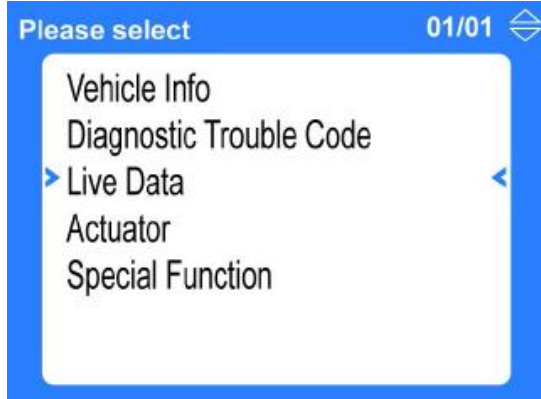 Please select 01/01
Vehicle Info
Diagnostic Trouble Code
> Live Data <
Actuator
Special Function